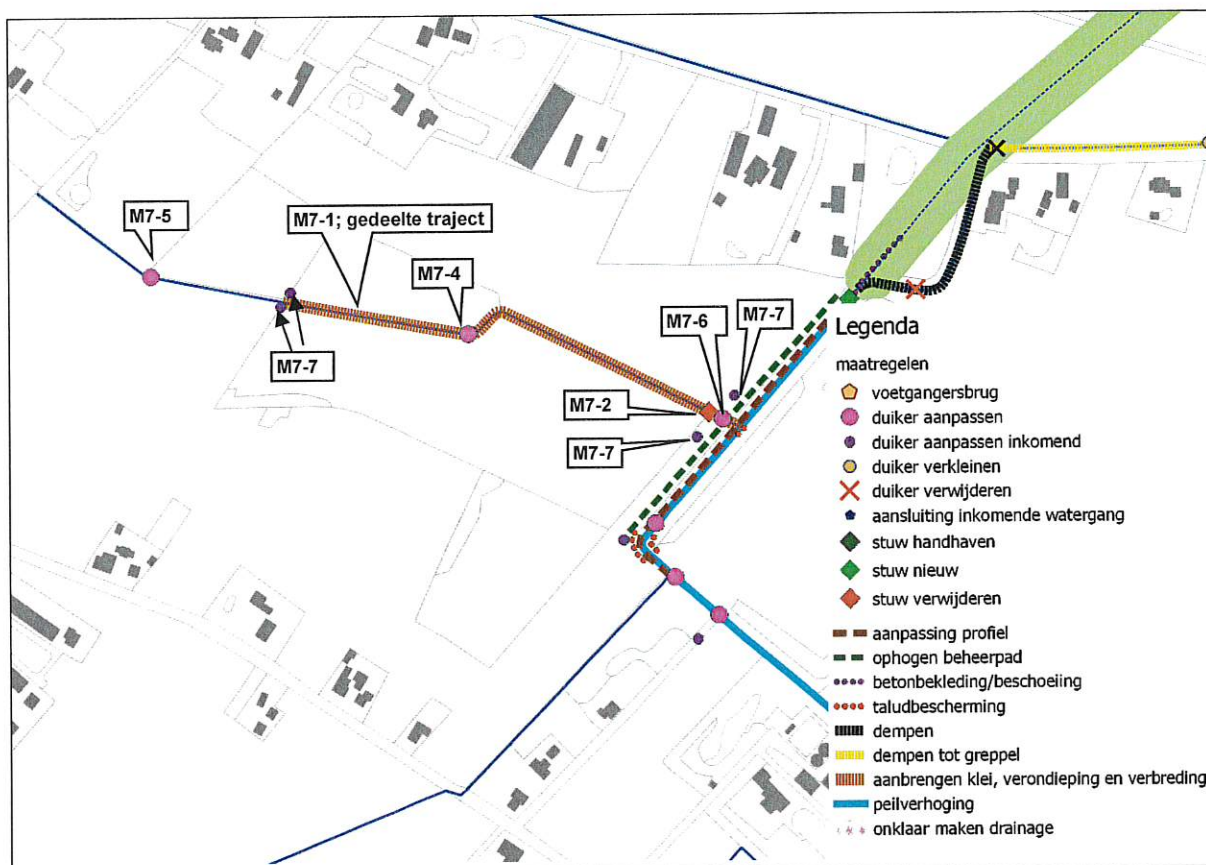 M7-5
M7-1; gedeelte traject
M7-4
M7-7
M7-6
M7-7
M7-2
M7-7
Legenda
maatregelen
voetgangersbrug
duiker aanpassen
duiker aanpassen inkomend
duiker verkleinen
duiker verwijderen
aansluiting inkomende watergang
stuw handhaven
stuw nieuw
stuw verwijderen
aanpassing profiel
ophogen beheerpad
betonbekleding/beschoeiing
taludbescherming
dempen
dempen tot greppel
aanbrengen klei, verondieping en verbreding
peilverhoging
onklaar maken drainage